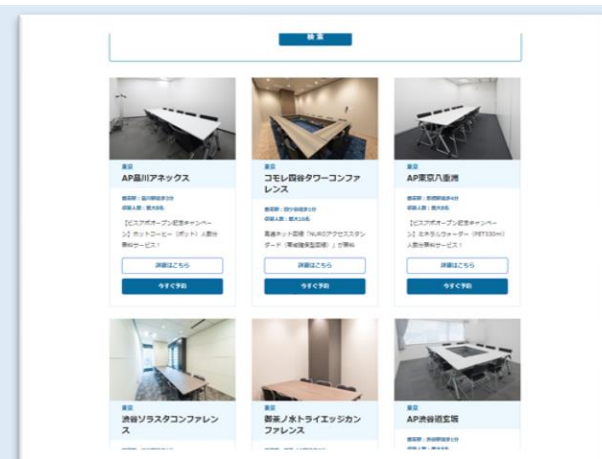 検索
東京
AP品川アネックス
最寄駅：品川駅徒歩3分
収容人数：最大8名
【ビズアポオープン記念キャンペー
ン】ホットコーヒー（ポット）人数分
無料サービス！
詳細はこちら
今すぐ予約
東京
コモレ四谷タワーコンファ
レンス
最寄駅：四ツ谷徒歩1分
収容人数：最大16名
高速ネット回線「NUROアクセススタン
ダード（帯域確保型回線）」が無料
詳細はこちら
今すぐ予約
東京
AP東京八重洲
最寄駅：京橋駅徒歩4分
収容人数：最大8名
【ビズアポオープン記念キャンペー
ン】ミネラルウォーター（PET330ml）
人数分無料サービス！
詳細はこちら
今すぐ予約
東京
渋谷ソラスタコンファレン
ス
東京
御茶ノ水トライエッジカン
ファレンス
東京
AP渋谷道玄坂
最寄駅：渋谷駅徒歩1分